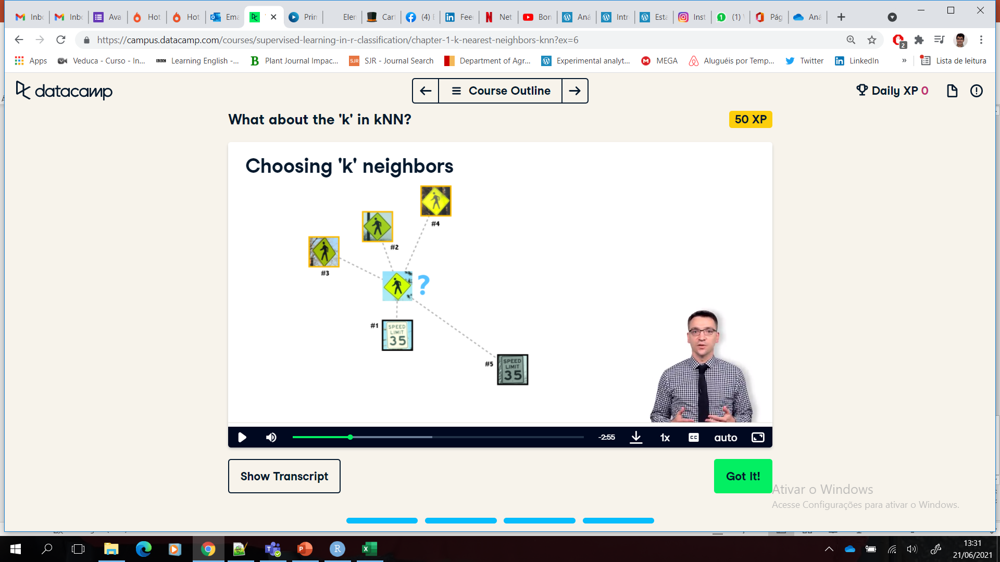 Inbo
Inbo
Ava
Hot
Hot
Ema
Prin
Elen
Cart
(4) E
Feed
Net
Bon
Aná
Intr
Esta
Inst
(1) \
Pág
Aná
https://campus.datacamp.com/courses/supervised-learning-in-r-classification/chapter-1-k-nearest-neighbors-knn?ex=6
2
Apps
Veduca - Curso - In...
BBC
Learning English -...
B
Plant Journal Impac...
SJR
SJR - Journal Search
Department of Agr...
Experimental analyt...
MEGA
Aluguéis por Temp...
Twitter
LinkedIn
»
Lista de leitura
datacamp
Course Outline
Daily XP 0
What about the 'k' in kNN?
50 XP
Choosing 'k' neighbors
#4
#2
#3
?
#1
SPEED
LIMIT
35
#5
SPEED
LIMIT
35
-2:55
1x
CC
auto
Show Transcript
Got It!
Ativar o Windows
Acesse Configurações para ativar o Windows.
13:31
21/06/2021